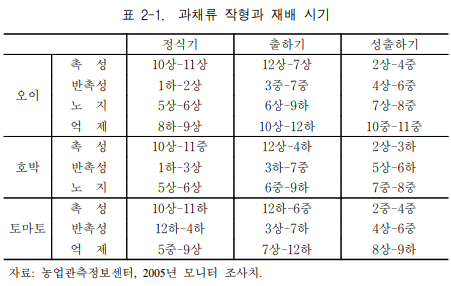 표 2-1. 과채류 작형과 재배 시기
정식기 출하기 성출하기
오이 촉 성 10상-11상 12상-7상 2상-4중
반촉성 1하-2상 3중-7중 4상-6중
노 지 5상-6상 6상-9하 7상-8중
억 제 8하-9상 10상-12하 10중-11중
호박 촉 성 10상-11중 12상-4하 2상-3하
반촉성 1하-3상 3하-7중 5상-6하
노 지 5상-6상 6중-9하 7중-8중
토마토 촉 성 10상-11하 12하-6중 2중-4중
반촉성 12하-4하 3상-7하 4상-6중
억 제 5중-9상 7상-12하 8상-9하
자료: 농업관측정보센터, 2005년 모니터 조사치.